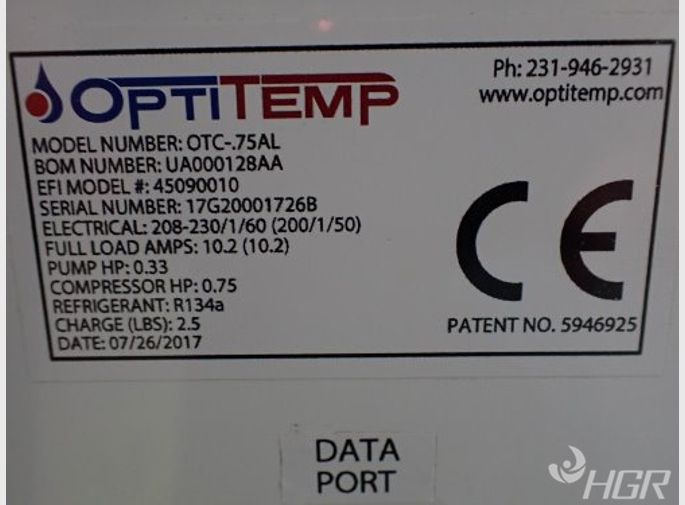 OPTITEMP
Ph: 231-946-2931
www.optitemp.com
MODEL NUMBER: OTC-.75AL
BOM NUMBER: UA000128AA
EFI MODEL #: 45090010
SERIAL NUMBER: 17G20001726B
ELECTRICAL: 208-230/1/60 (200/1/50)
FULL LOAD AMPS: 10.2 (10.2)
PUMP HP: 0.33
COMPRESSOR HP: 0.75
REFRIGERANT: R134a
CHARGE (LBS): 2.5
DATE: 07/26/2017
CE
PATENT NO. 5946925
DATA
PORT
HGR